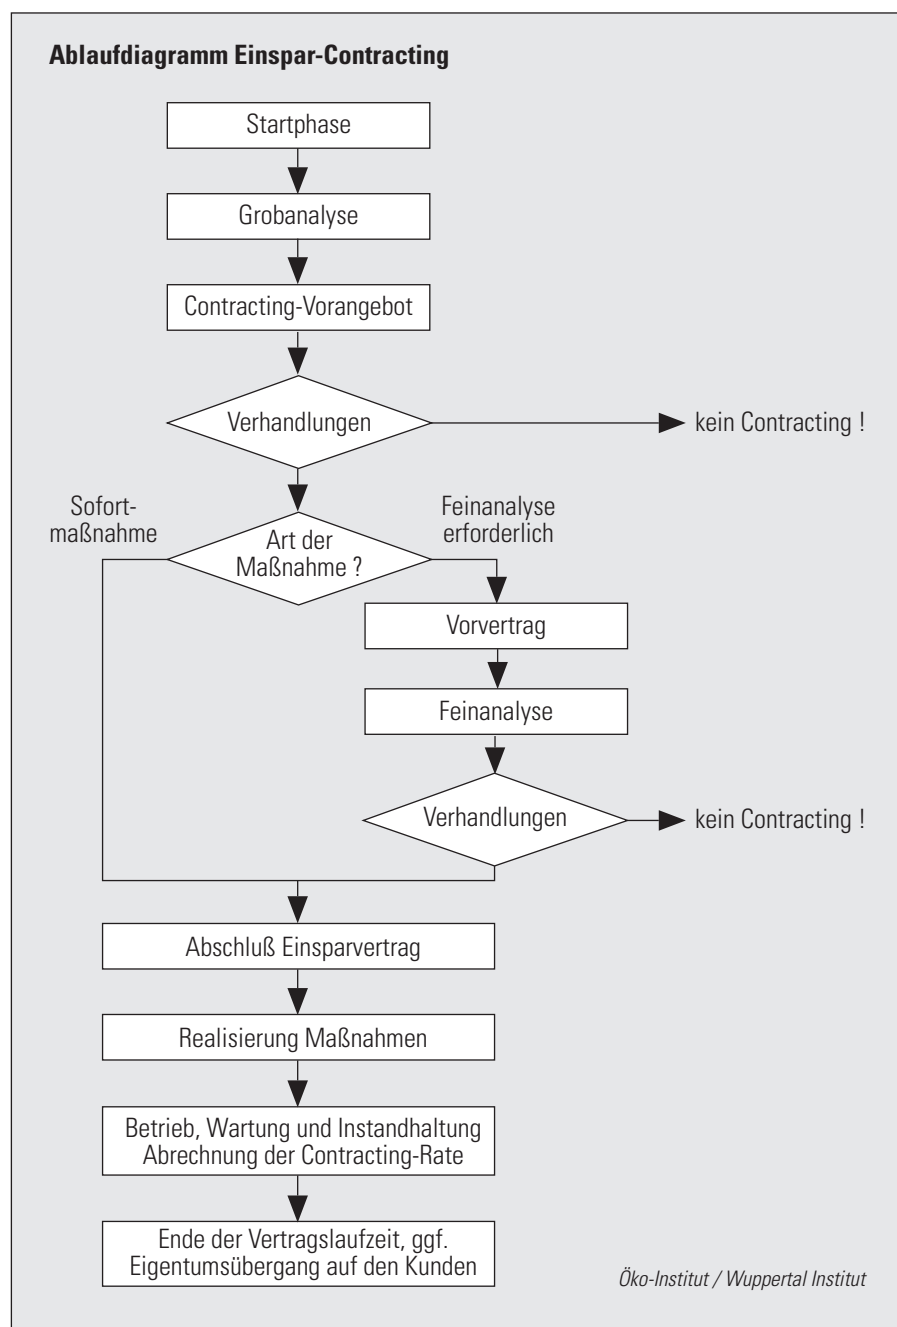 Ablaufdiagramm Einspar-Contracting
Startphase
Grobanalyse
Contracting-Vorangebot
Verhandlungen
kein Contracting !
Sofort-
maßnahme
Art der
Maßnahme ?
Feinanalyse
erforderlich
Vorvertrag
Feinanalyse
Verhandlungen
kein Contracting !
Abschluß Einsparvertrag
Realisierung Maßnahmen
Betrieb, Wartung und Instandhaltung
Abrechnung der Contracting-Rate
Ende der Vertragslaufzeit, ggf.
Eigentumsübergang auf den Kunden
Öko-Institut / Wuppertal Institut